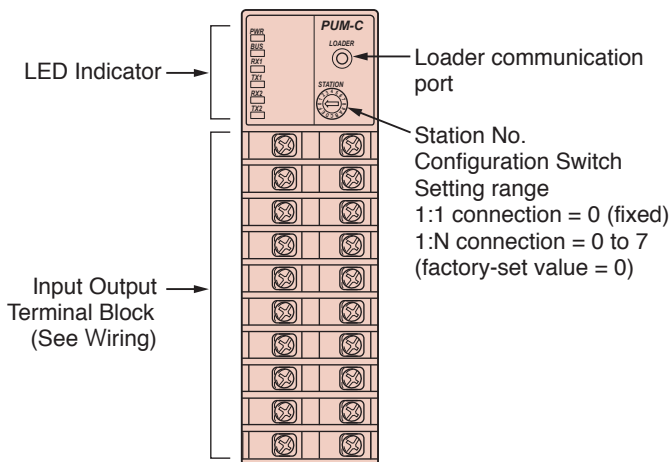 PUM-C
PWR
BUS
RX1
TX1
RX2
TX2
LOADER
STATION
LED Indicator
Loader communication
port
Station No.
Configuration Switch
Setting range
1:1 connection = 0 (fixed)
1:N connection = 0 to 7
(factory-set value = 0)
Input Output
Terminal Block
(See Wiring)